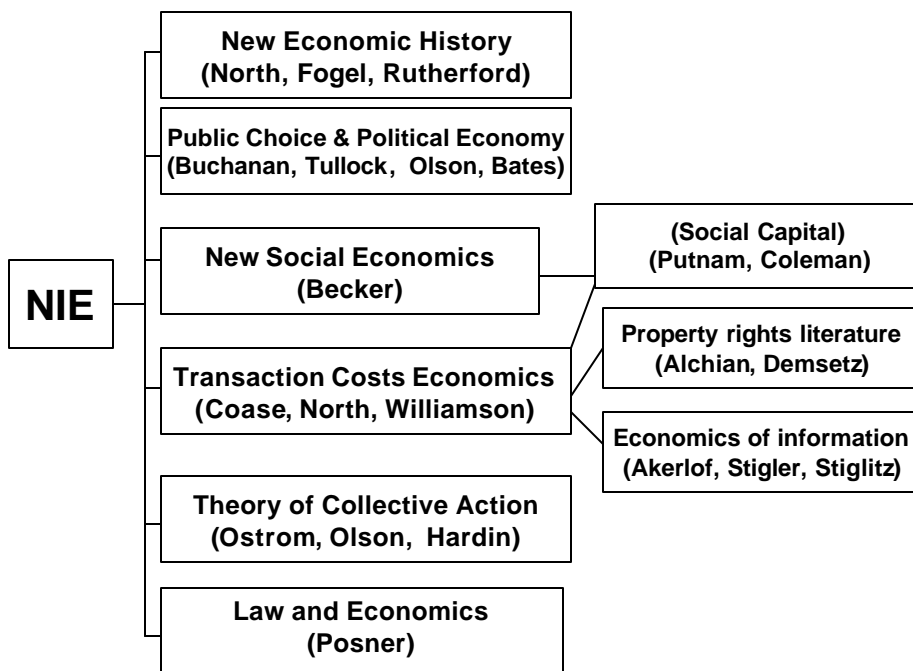 New Economic History
(North, Fogel, Rutherford)
Public Choice & Political Economy
(Buchanan, Tullock, Olson, Bates)
New Social Economics
(Becker)
(Social Capital)
(Putnam, Coleman)
NIE
Transaction Costs Economics
(Coase, North, Williamson)
Property rights literature
(Alchian, Demsetz)
Economics of information
(Akerlof, Stigler, Stiglitz)
Theory of Collective Action
(Ostrom, Olson, Hardin)
Law and Economics
(Posner)